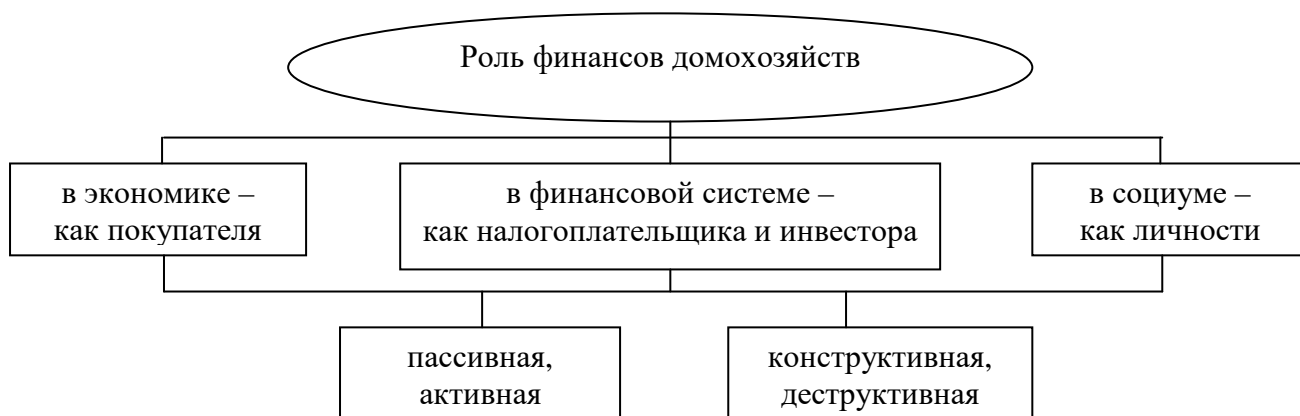 Роль финансов домохозяйств
в экономике –
как покупателя
в финансовой системе –
как налогоплательщика и инвестора
в социуме –
как личности
пассивная,
активная
конструктивная,
деструктивная